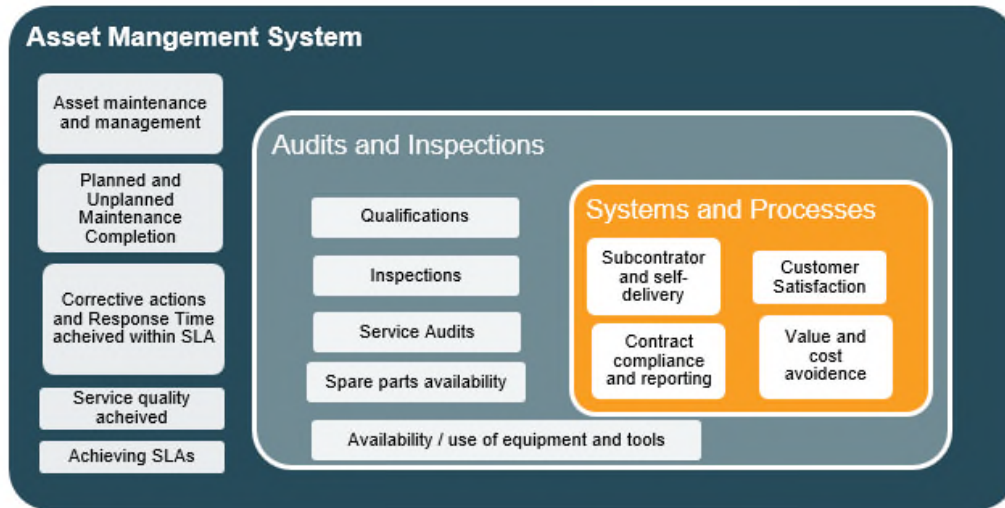 Asset Mangement System
Asset maintenance
and management
Planned and
Unplanned
Maintenance
Completion
Corrective actions
and Response Time
acheived within SLA
Service quality
acheived
Achieving SLAs
Audits and Inspections
Qualifications
Inspections
Service Audits
Spare parts availability
Availability / use of equipment and tools
Systems and Processes
Subcontrator
and self-
delivery
Customer
Satisfaction
Contract
compliance
and reporting
Value and
cost
avoidence